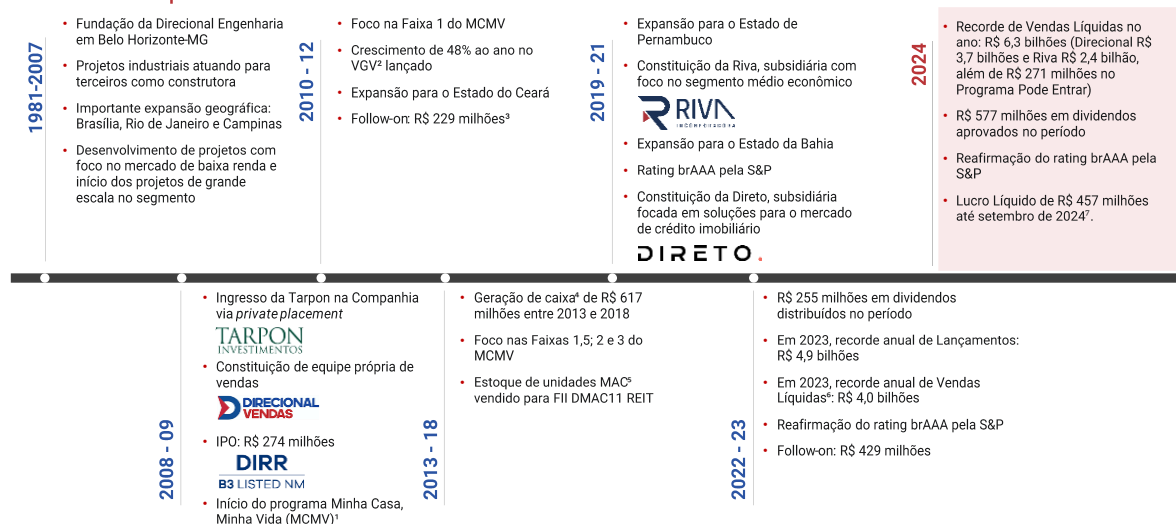 1981-2007
• Fundação da Direcional Engenharia
em Belo Horizonte-MG
• Projetos industriais atuando para
terceiros como construtora
• Importante expansão geográfica:
Brasília, Rio de Janeiro e Campinas
• Desenvolvimento de projetos com
foco no mercado de baixa renda e
início dos projetos de grande
escala no segmento
2008 - 09
• Ingresso da Tarpon na Companhia
via private placement
TARPON
INVESTIMENTOS
• Constituição de equipe própria de
vendas
DIRECIONAL
VENDAS
• IPO: R$ 274 milhões
DIRR
B3 LISTED NM
• Início do programa Minha Casa,
Minha Vida (MCMV)¹
2010 - 12
• Foco na Faixa 1 do MCMV
• Crescimento de 48% ao ano no
VGV² lançado
• Expansão para o Estado do Ceará
• Follow-on: R$ 229 milhões³
2013 - 18
• Geração de caixa⁴ de R$ 617
milhões entre 2013 e 2018
• Foco nas Faixas 1,5; 2 e 3 do
MCMV
• Estoque de unidades MAC⁵
vendido para FII DMAC11 REIT
2019 - 21
• Expansão para o Estado de
Pernambuco
• Constituição da Riva, subsidiária com
foco no segmento médio econômico
RIVA
INCORPORADORA
• Expansão para o Estado da Bahia
• Rating brAAA pela S&P
• Constituição da Direto, subsidiária
focada em soluções para o mercado
de crédito imobiliário
DIRETO.
2022 - 23
• R$ 255 milhões em dividendos
distribuídos no período
• Em 2023, recorde anual de Lançamentos:
R$ 4,9 bilhões
• Em 2023, recorde anual de Vendas
Líquidas⁶: R$ 4,0 bilhões
• Reafirmação do rating brAAA pela S&P
• Follow-on: R$ 429 milhões
2024
• Recorde de Vendas Líquidas no
ano: R$ 6,3 bilhões (Direcional R$
3,7 bilhões e Riva R$ 2,4 bilhão,
além de R$ 271 milhões no
Programa Pode Entrar)
• R$ 577 milhões em dividendos
aprovados no período
• Reafirmação do rating brAAA pela
S&P
• Lucro Líquido de R$ 457 milhões
até setembro de 2024⁷.